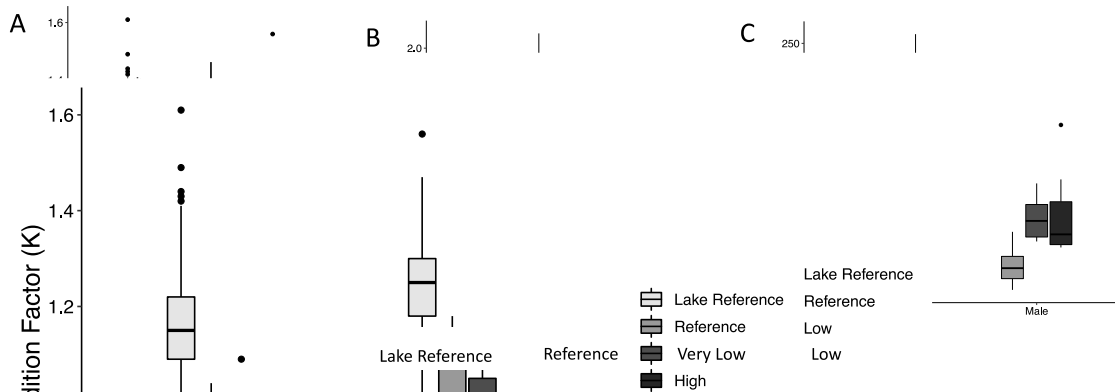 A
1.6
B
2.0
C
250
1.6
1.4
1.2
dition Factor (K)
Lake Reference
Reference
Lake Reference
Reference
Very Low
High
Lake Reference
Reference
Low
Low
Male